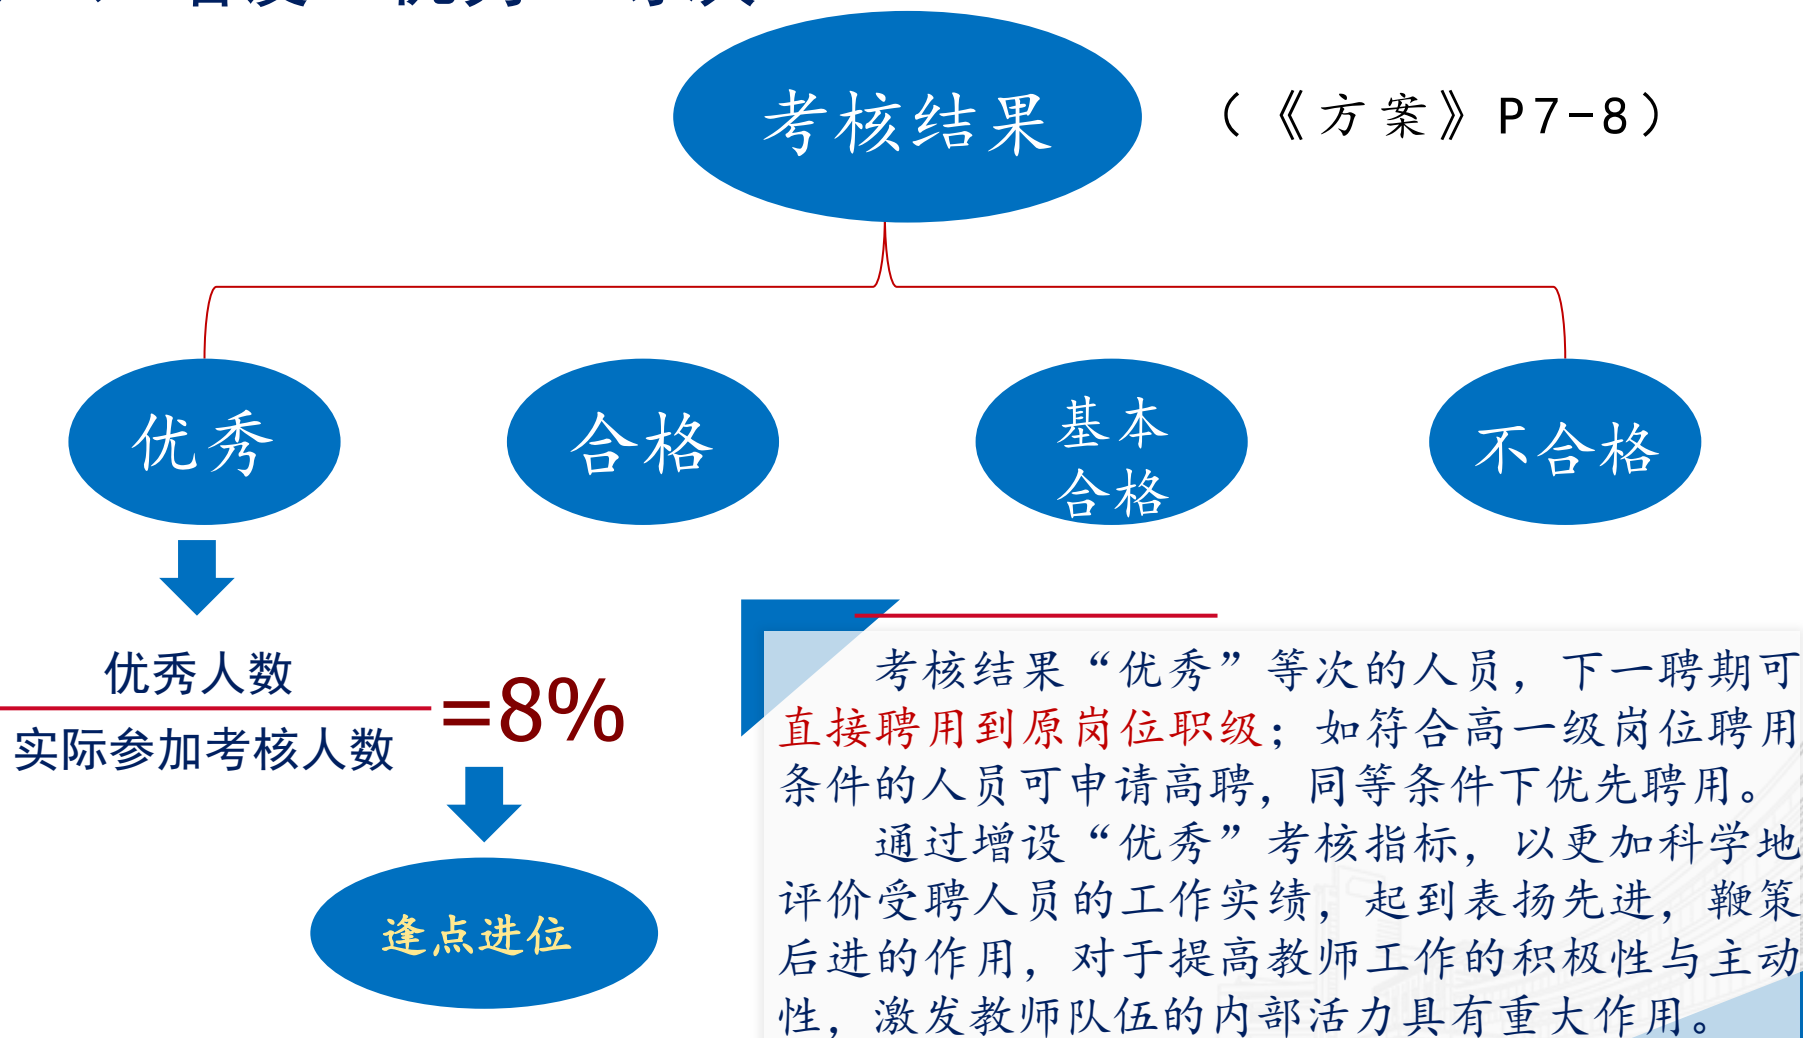 考核结果
（《方案》P7-8）
优秀
合格
基本
合格
不合格
优秀人数
实际参加考核人数
=8%
逢点进位
考核结果“优秀”等次的人员，下一聘期可
直接聘用到原岗位职级；如符合高一级岗位聘用
条件的人员可申请高聘，同等条件下优先聘用。
通过增设“优秀”考核指标，以更加科学地
评价受聘人员的工作实绩，起到表扬先进，鞭策
后进的作用，对于提高教师工作的积极性与主动
性，激发教师队伍的内部活力具有重大作用。